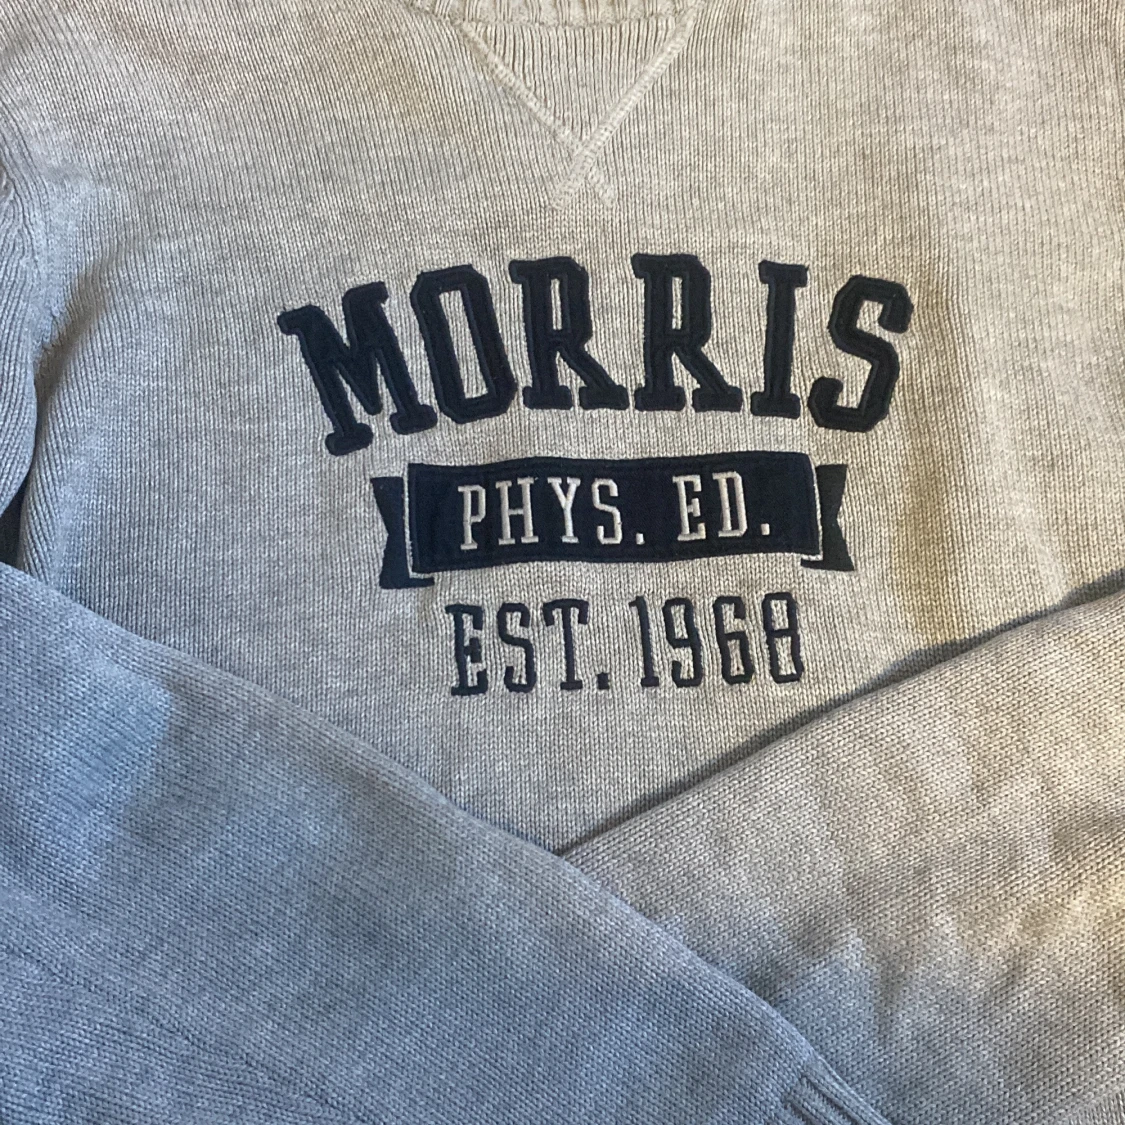 MORRIS
PHYS. ED.
EST. 1968